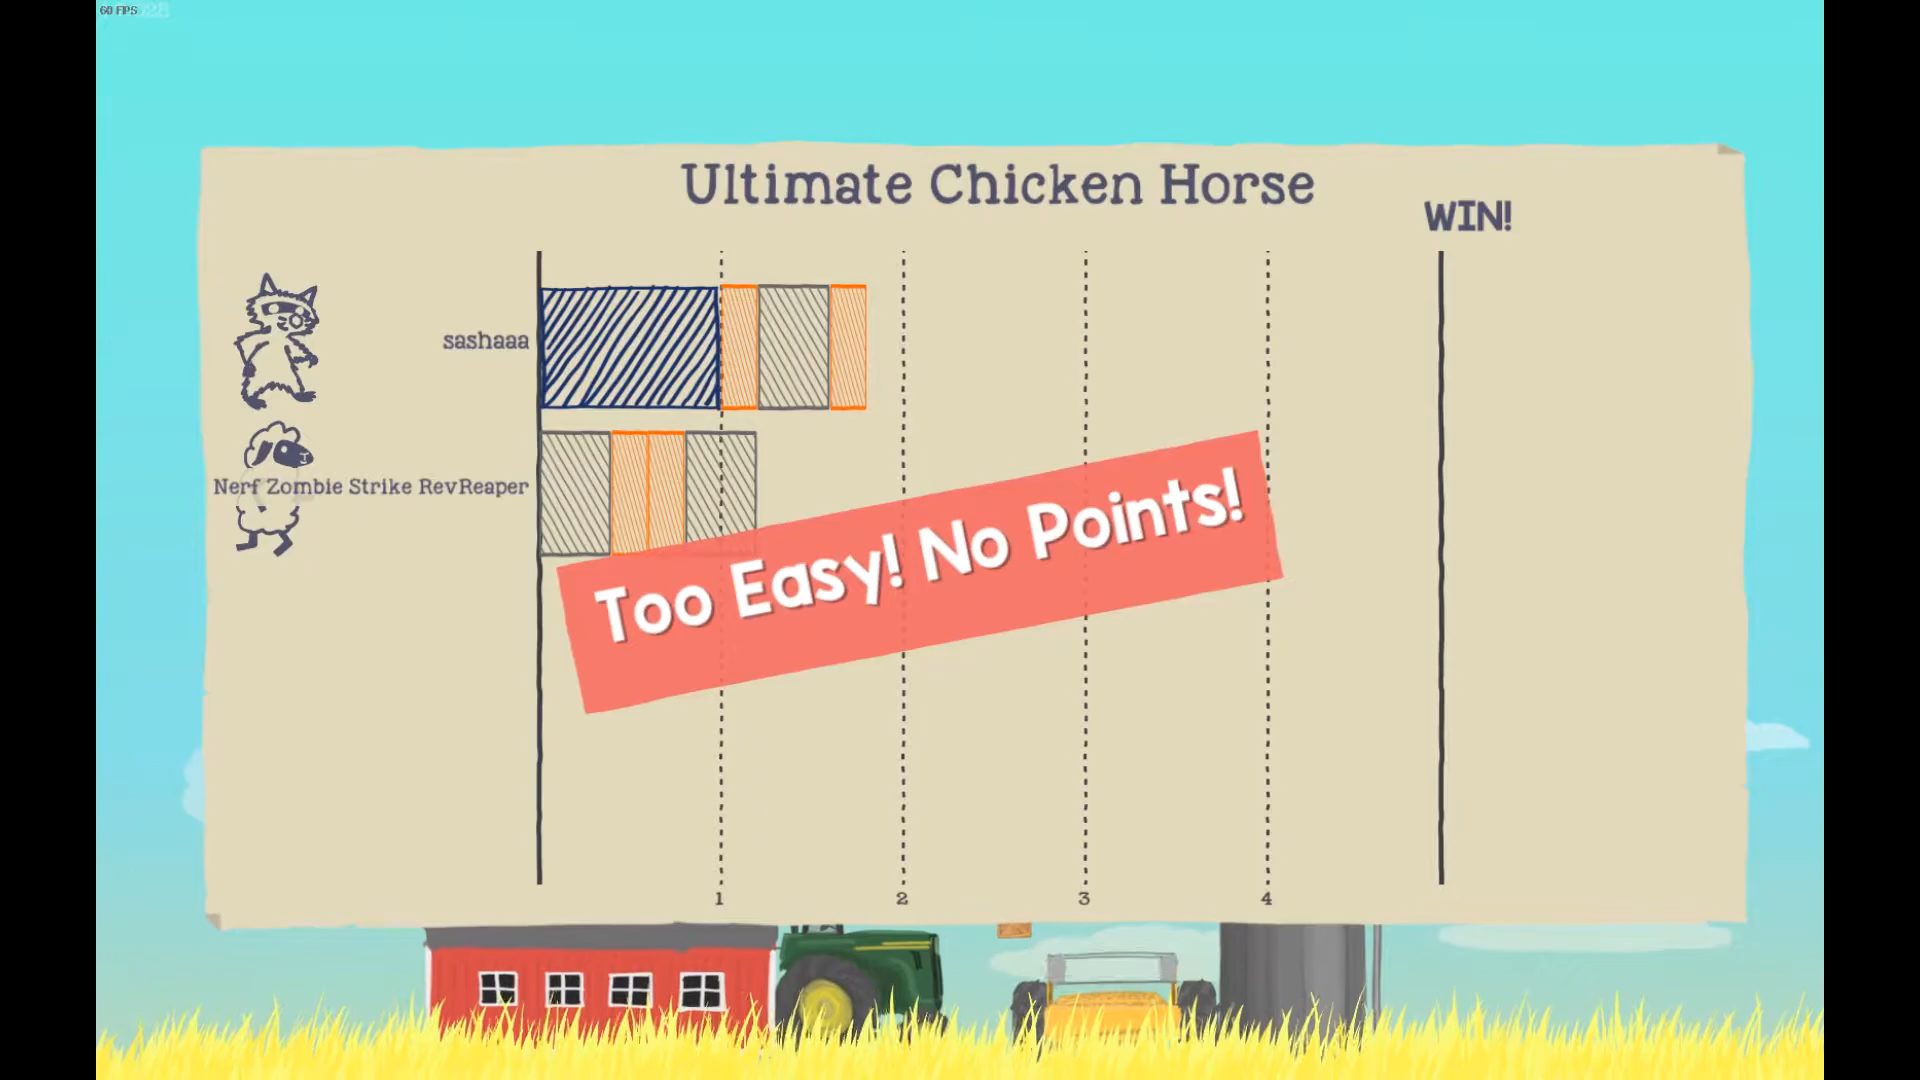 60 FPS
Ultimate Chicken Horse
WIN!
sashaaa
Nerf Zombie Strike RevReaper
Too Easy! No Points!
1 2 3 4